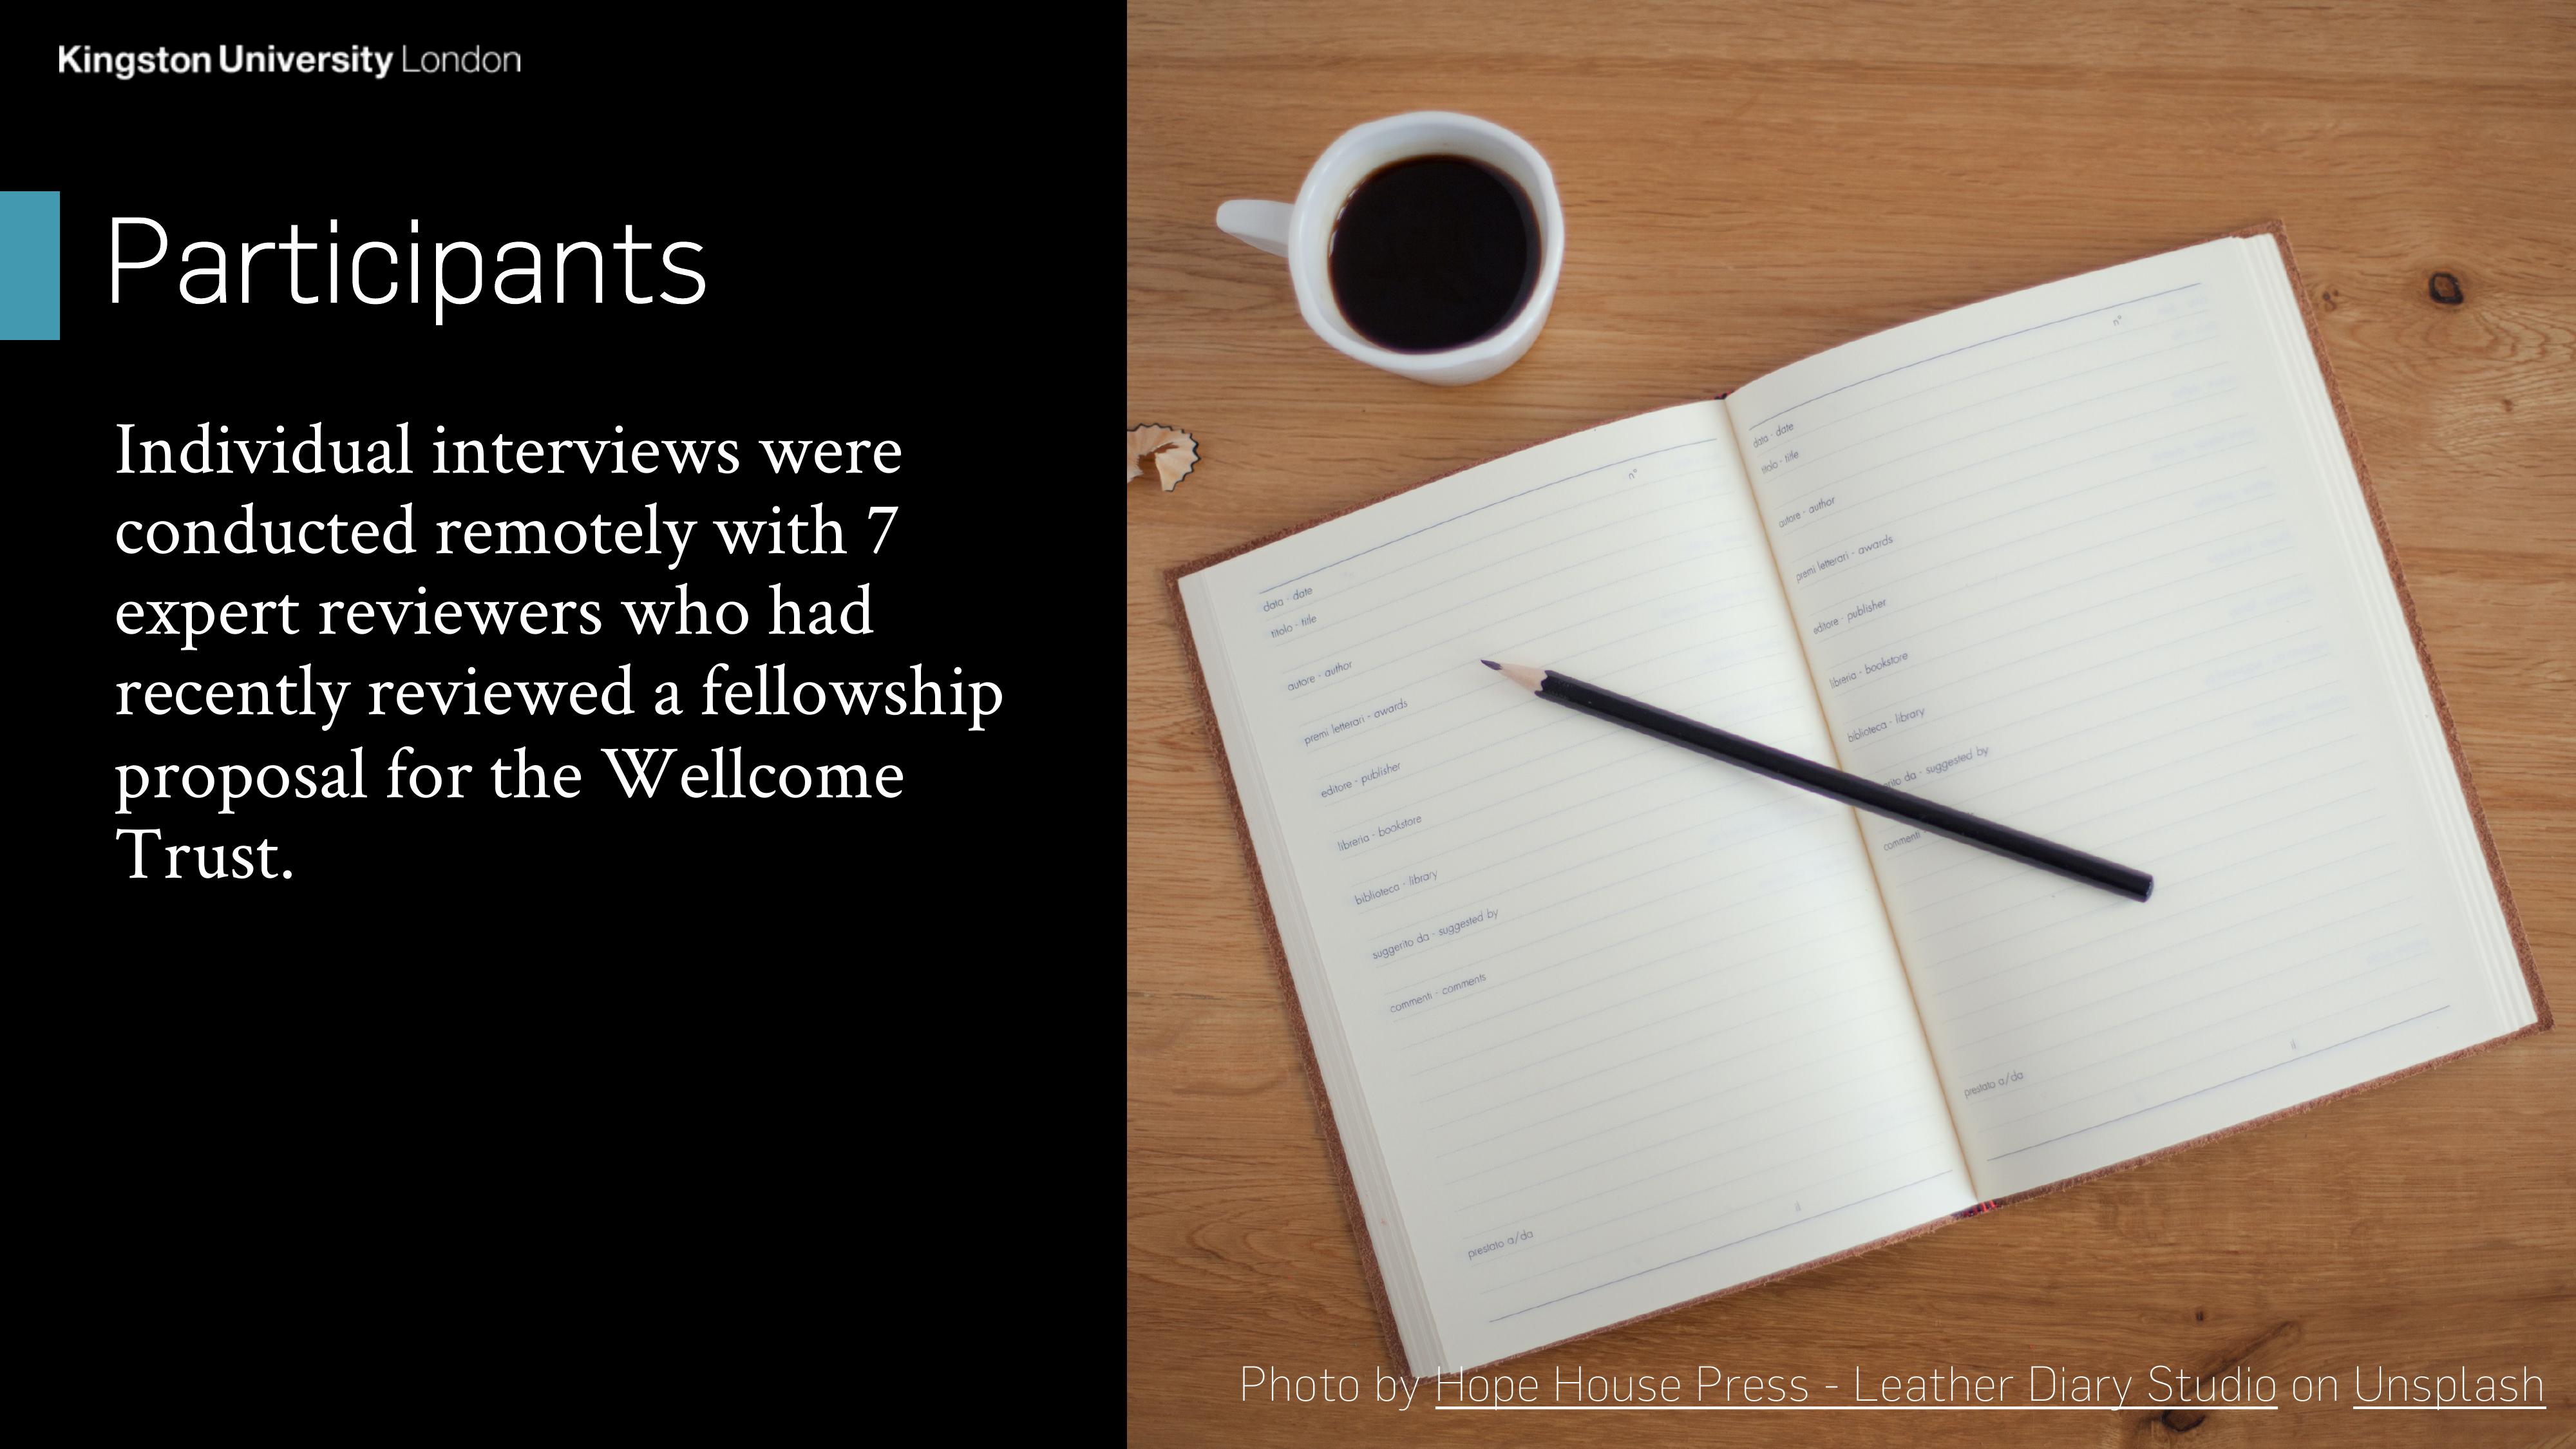 Kingston University London
Participants
Individual interviews were
conducted remotely with 7
expert reviewers who had
recently reviewed a fellowship
proposal for the Wellcome
Trust.
n°
data - date
titolo - title
autore - author
premi letterari - awards
editore - publisher
libreria - bookstore
biblioteca - library
suggerito da - suggested by
commenti - comments
prestato a/da
n°
data - date
titolo - title
autore - author
premi letterari - awards
editore - publisher
libreria - bookstore
biblioteca - library
da - suggested by
commenti
prestato a/da
Photo by Hope House Press - Leather Diary Studio on Unsplash